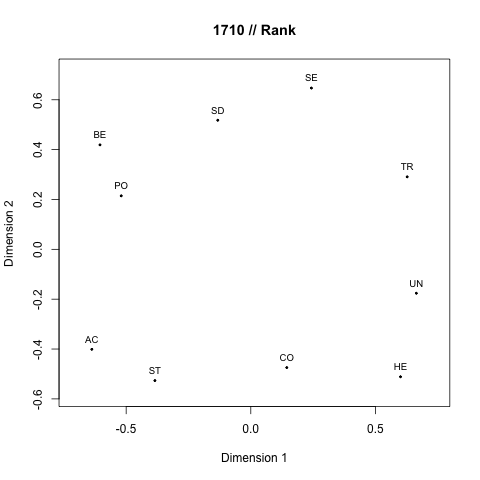 1710 // Rank
SE
SD
BE
TR
PO
UN
AC
ST
CO
HE
0.6
0.4
0.2
0.0
-0.2
-0.4
-0.6
Dimension 2
-0.5
0.0
0.5
Dimension 1